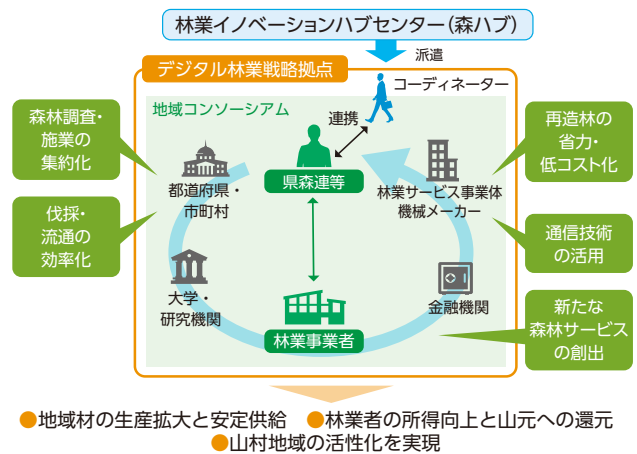 林業イノベーションハブセンター（森ハブ）
派遣
デジタル林業戦略拠点
コーディネーター
地域コンソーシアム
連携
森林調査・
施業の
集約化
再造林の
省力・
低コスト化
都道府県・
市町村
県森連等
林業サービス事業体
機械メーカー
伐採・
流通の
効率化
通信技術
の活用
大学・
研究機関
金融機関
林業事業者
新たな
森林サービス
の創出
●地域材の生産拡大と安定供給 ●林業者の所得向上と山元への還元
●山村地域の活性化を実現